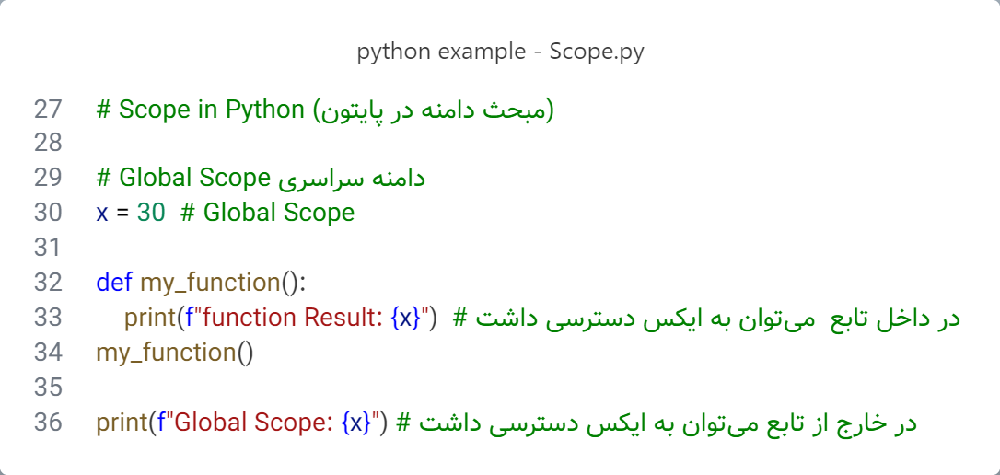 python example - Scope.py
27 # Scope in Python (مبحث دامنه در پایتون)
28
29 # Global Scope دامنه سراسری
30 x = 30  # Global Scope
31
32 def my_function():
33     print(f"function Result: {x}")  # در داخل تابع  می‌توان به ایکس دسترسی داشت
34 my_function()
35
36 print(f"Global Scope: {x}") # در خارج از تابع می‌توان به ایکس دسترسی داشت